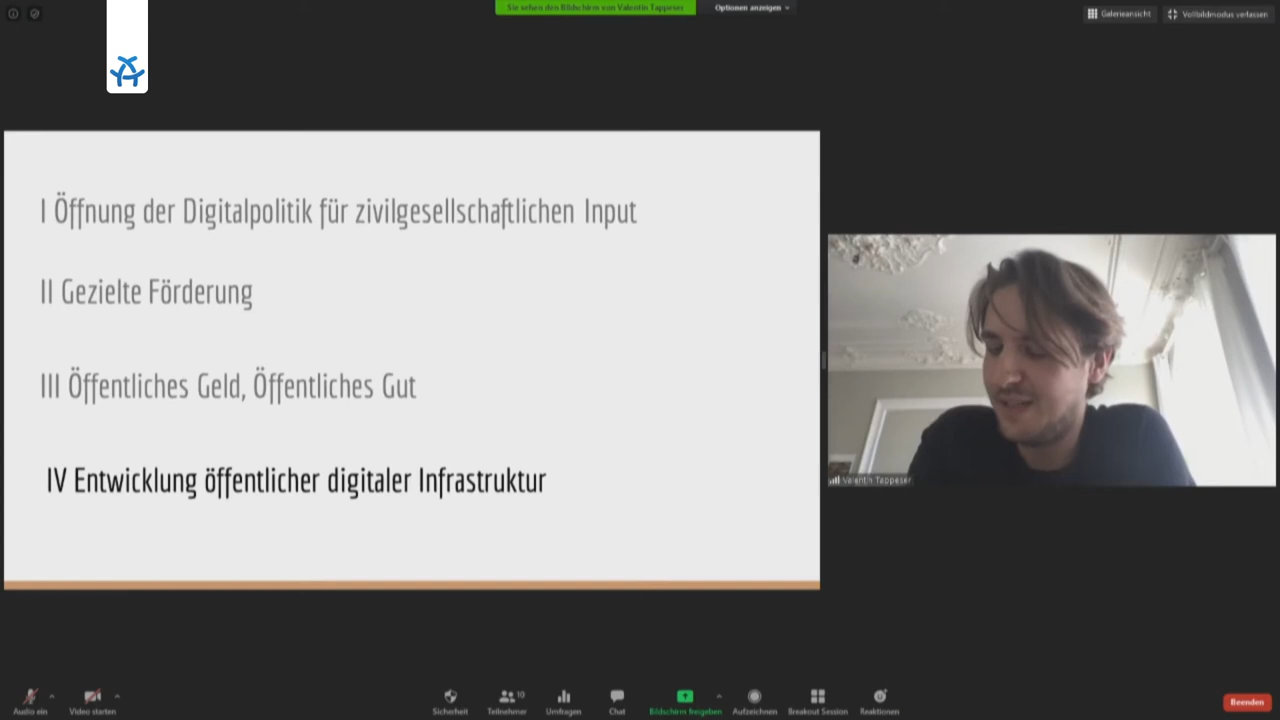 Sie sehen den Bildschirm von Valentin Tappeser
Optionen anzeigen
Galerieansicht
Vollbildmodus verlassen
I Öffnung der Digitalpolitik für zivilgesellschaftlichen Input
II Gezielte Förderung
III Öffentliches Geld, Öffentliches Gut
IV Entwicklung öffentlicher digitaler Infrastruktur
Valentin Tappeser
Audio ein
Video starten
Sicherheit
10
Teilnehmer
Umfragen
Chat
Bildschirm freigeben
Aufzeichnen
Breakout Session
Reaktionen
Beenden